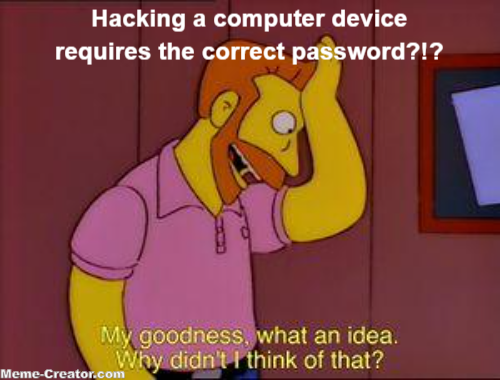 Hacking a computer device
requires the correct password?!?
My goodness, what an idea.
Why didn't I think of that?
Meme-Creator.com